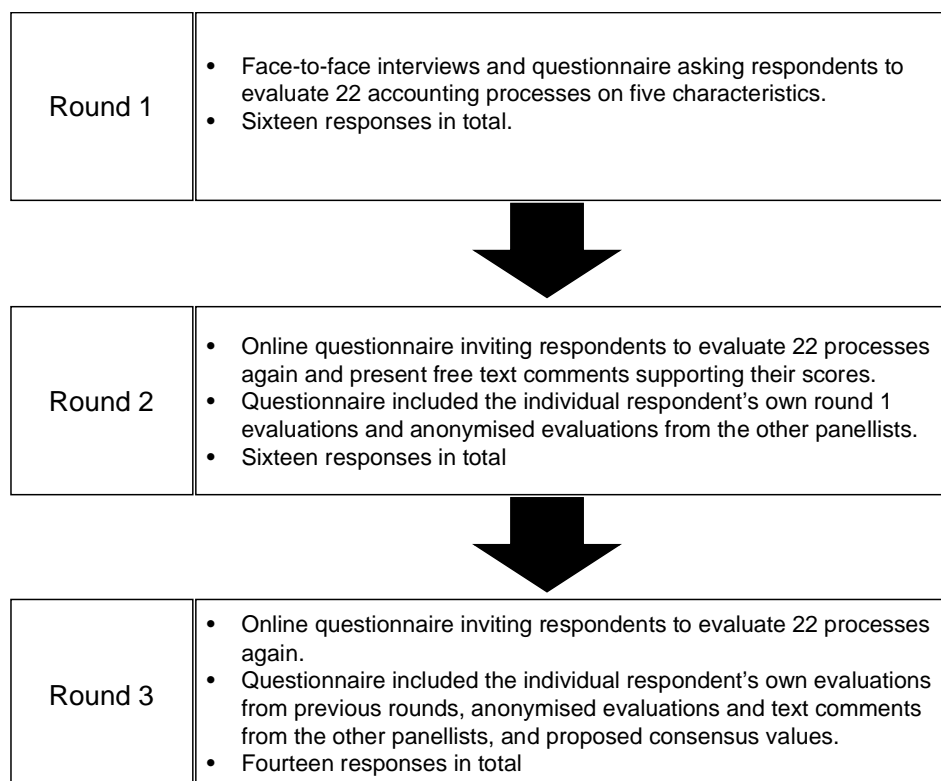 Round 1
• Face-to-face interviews and questionnaire asking respondents to
evaluate 22 accounting processes on five characteristics.
• Sixteen responses in total.
Round 2
• Online questionnaire inviting respondents to evaluate 22 processes
again and present free text comments supporting their scores.
• Questionnaire included the individual respondent’s own round 1
evaluations and anonymised evaluations from the other panellists.
• Sixteen responses in total
Round 3
• Online questionnaire inviting respondents to evaluate 22 processes
again.
• Questionnaire included the individual respondent’s own evaluations
from previous rounds, anonymised evaluations and text comments
from the other panellists, and proposed consensus values.
• Fourteen responses in total